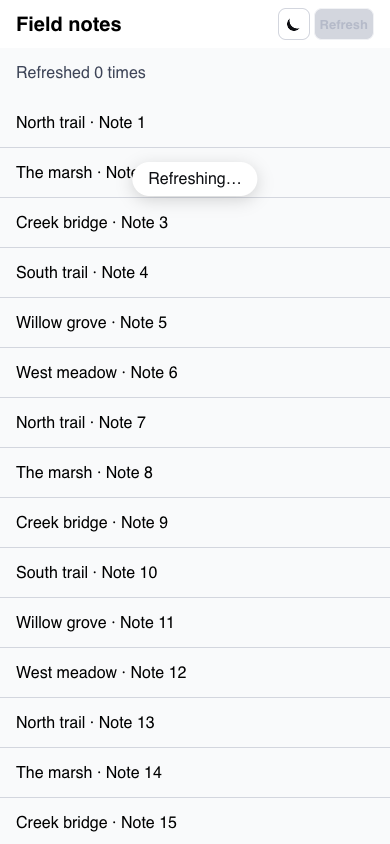 Field notes
Refresh
Refreshed 0 times
North trail · Note 1
The marsh ·
Refreshing…
Creek bridge · Note 3
South trail · Note 4
Willow grove · Note 5
West meadow · Note 6
North trail · Note 7
The marsh · Note 8
Creek bridge · Note 9
South trail · Note 10
Willow grove · Note 11
West meadow · Note 12
North trail · Note 13
The marsh · Note 14
Creek bridge · Note 15